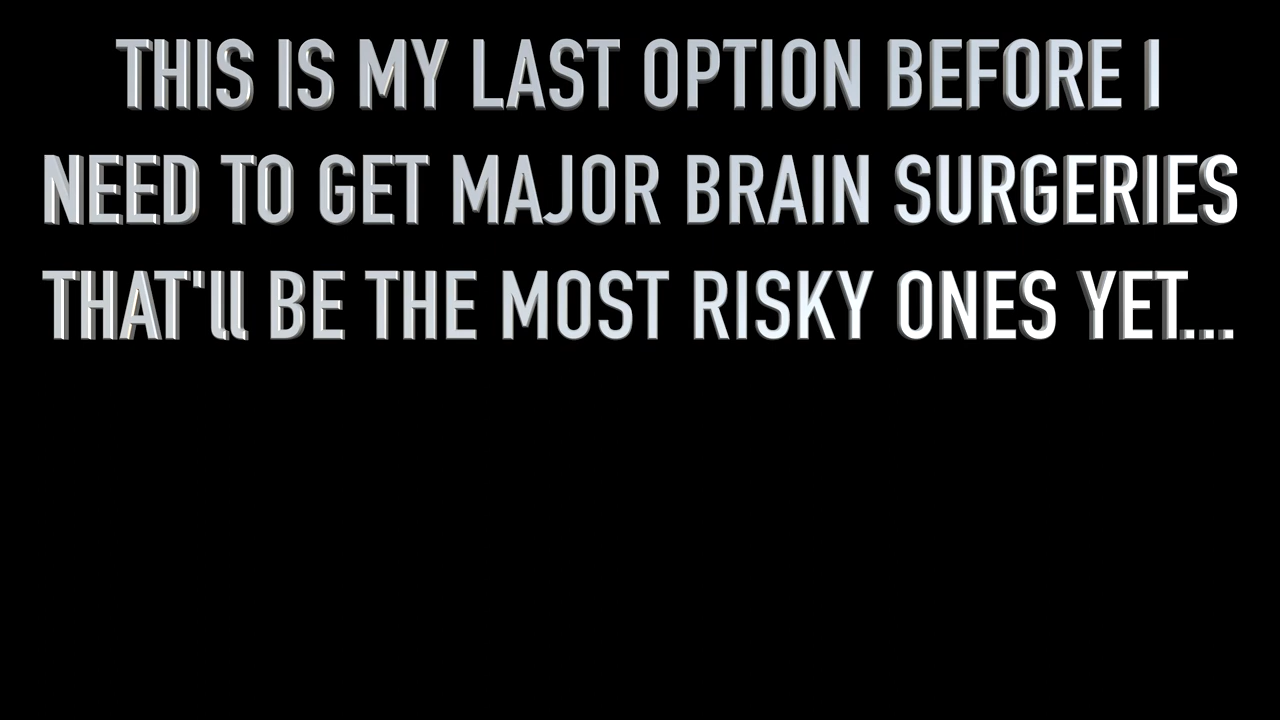 THIS IS MY LAST OPTION BEFORE I
NEED TO GET MAJOR BRAIN SURGERIES
THAT'll BE THE MOST RISKY ONES YET....